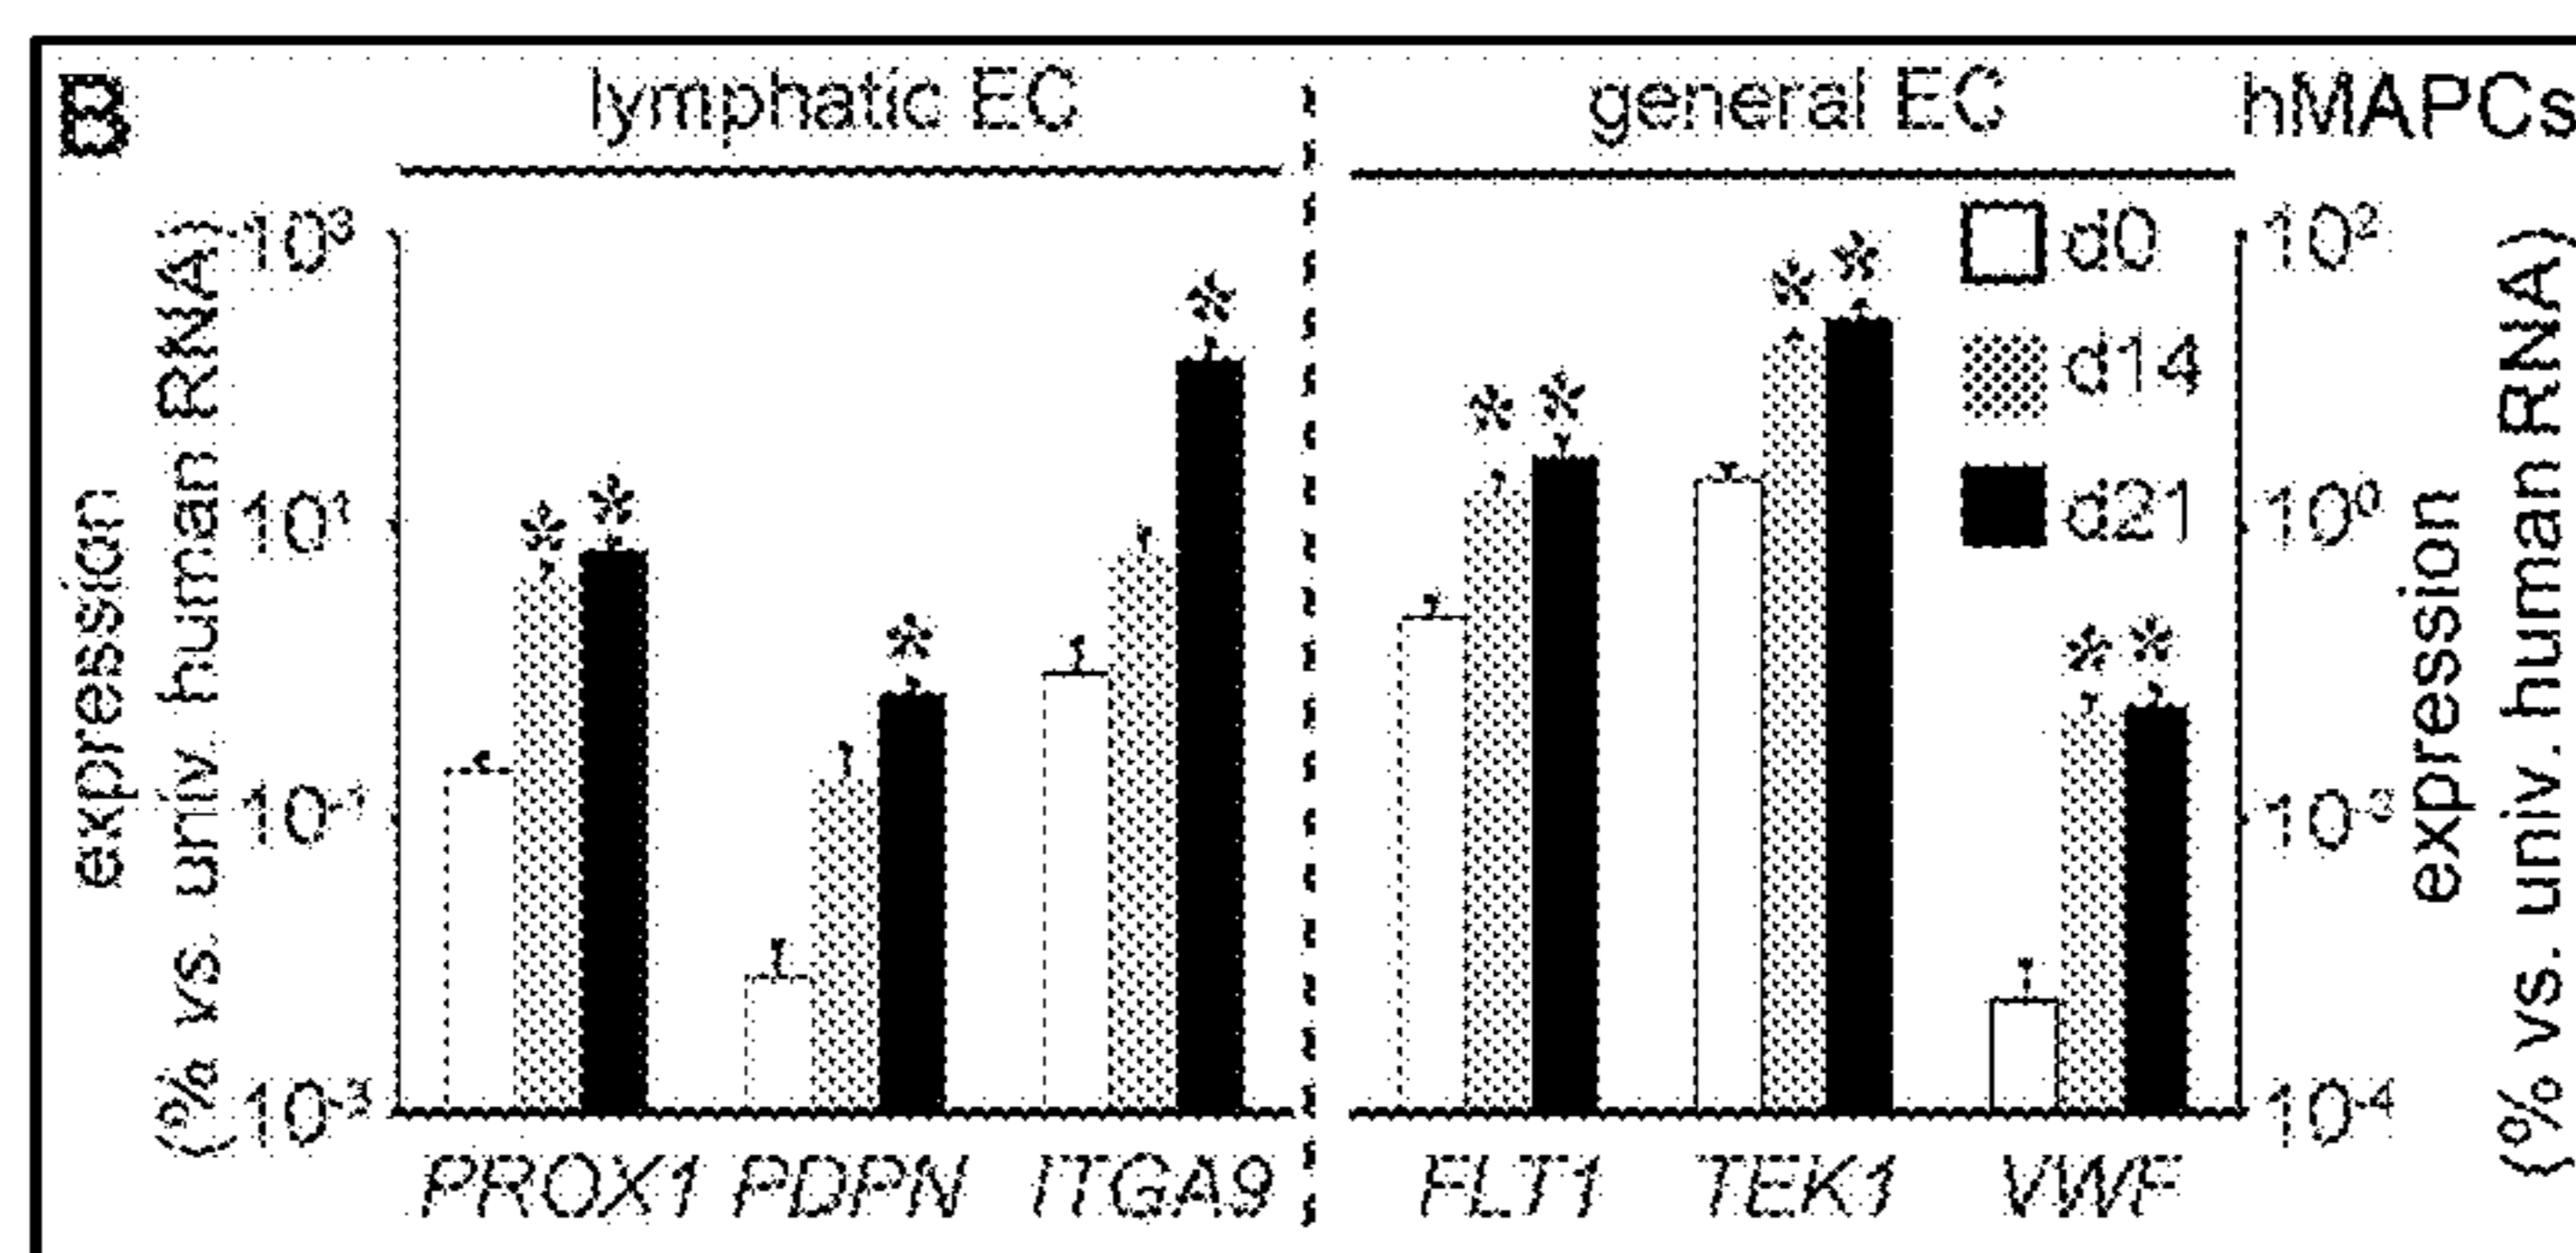 B
lymphatic EC
general EC
hMAPCs
expression
(% vs. univ. human RNA)
10³
10¹
10⁻¹
10⁻³
* * * *
* * * * * *
d0
d14
d21
10²
10⁰
10⁻²
10⁻⁴
expression
(% vs. univ. human RNA)
PROX1 PDPN ITGA9
FLT1 TEK1 VWF